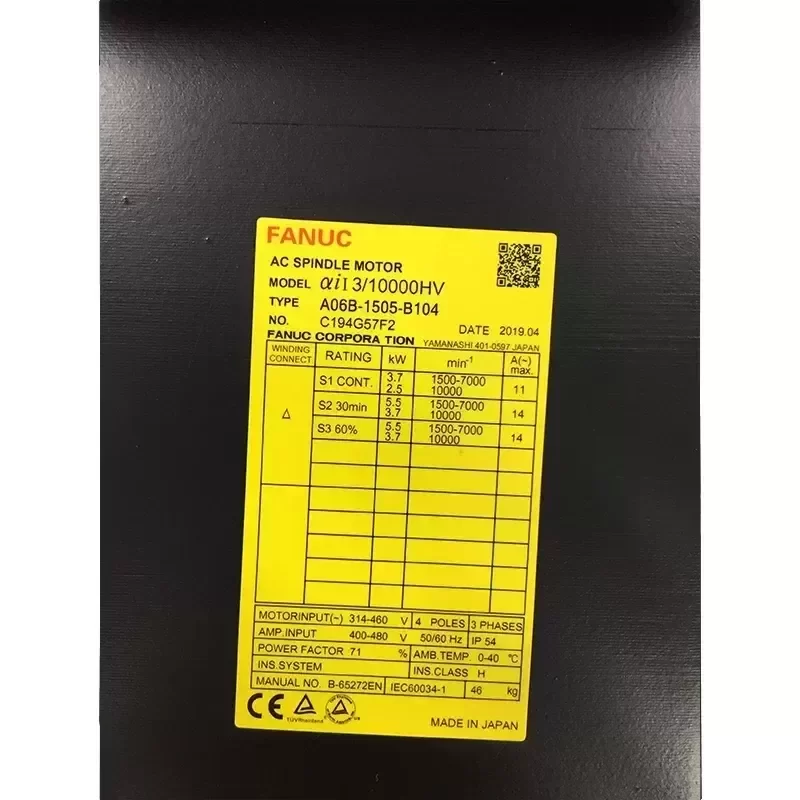 FANUC
AC SPINDLE MOTOR
MODEL αiI 3/10000HV
TYPE A06B-1505-B104
NO. C194G57F2
DATE 2019.04
FANUC CORPORATION YAMANASHI 401-0597 JAPAN
WINDING CONNECT RATING kW min-1 A(~) max.
△ S1 CONT. 3.7 1500-7000 11
2.5 10000
S2 30min 5.5 1500-7000 14
3.7 10000
S3 60% 5.5 1500-7000 14
3.7 10000
MOTORINPUT(~) 314-460 V 4 POLES 3 PHASES
AMP.INPUT 400-480 V 50/60 Hz IP 54
POWER FACTOR 71 % AMB.TEMP. 0-40 ℃
INS.SYSTEM INS.CLASS H
MANUAL NO. B-65272EN IEC60034-1 46 kg
CE TÜVRheinland
MADE IN JAPAN